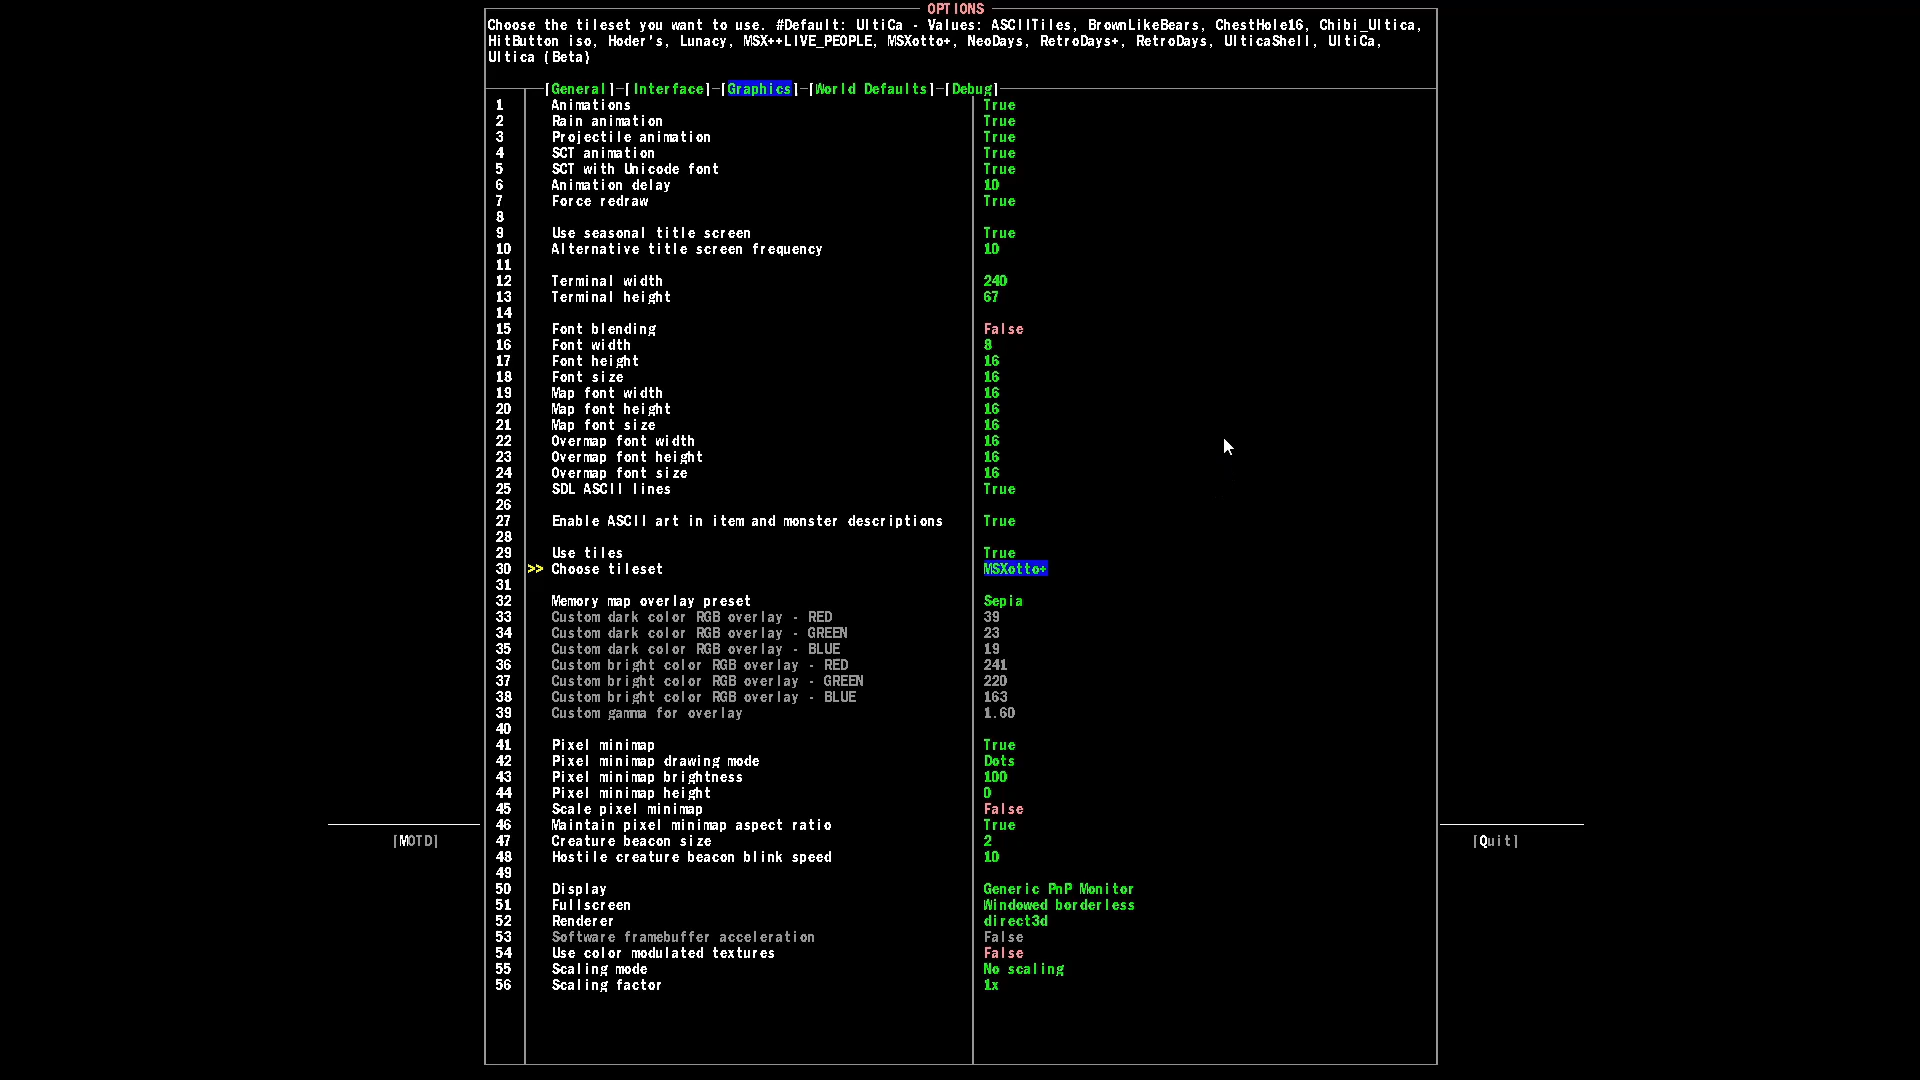 OPTIONS
Choose the tileset you want to use. #Default: UltiCa - Values: ASCIITiles, BrownLikeBears, ChestHole16, Chibi_Ultica,
HitButton iso, Hoder's, Lunacy, MSX++LIVE_PEOPLE, MSXotto+, NeoDays, RetroDays+, RetroDays, UlticaShell, UltiCa,
Ultica (Beta)
[General]-[Interface]-[Graphics]-[World Defaults]-[Debug]
1 Animations True
2 Rain animation True
3 Projectile animation True
4 SCT animation True
5 SCT with Unicode font True
6 Animation delay 10
7 Force redraw True
8
9 Use seasonal title screen True
10 Alternative title screen frequency 10
11
12 Terminal width 240
13 Terminal height 67
14
15 Font blending False
16 Font width 8
17 Font height 16
18 Font size 16
19 Map font width 16
20 Map font height 16
21 Map font size 16
22 Overmap font width 16
23 Overmap font height 16
24 Overmap font size 16
25 SDL ASCII lines True
26
27 Enable ASCII art in item and monster descriptions True
28
29 Use tiles True
30 >> Choose tileset MSXotto+
31
32 Memory map overlay preset Sepia
33 Custom dark color RGB overlay - RED 39
34 Custom dark color RGB overlay - GREEN 23
35 Custom dark color RGB overlay - BLUE 19
36 Custom bright color RGB overlay - RED 241
37 Custom bright color RGB overlay - GREEN 220
38 Custom bright color RGB overlay - BLUE 163
39 Custom gamma for overlay 1.60
40
41 Pixel minimap True
42 Pixel minimap drawing mode Dots
43 Pixel minimap brightness 100
44 Pixel minimap height 0
45 Scale pixel minimap False
46 Maintain pixel minimap aspect ratio True
[MOTD] 47 Creature beacon size 2 [Quit]
48 Hostile creature beacon blink speed 10
49
50 Display Generic PnP Monitor
51 Fullscreen Windowed borderless
52 Renderer direct3d
53 Software framebuffer acceleration False
54 Use color modulated textures False
55 Scaling mode No scaling
56 Scaling factor 1x